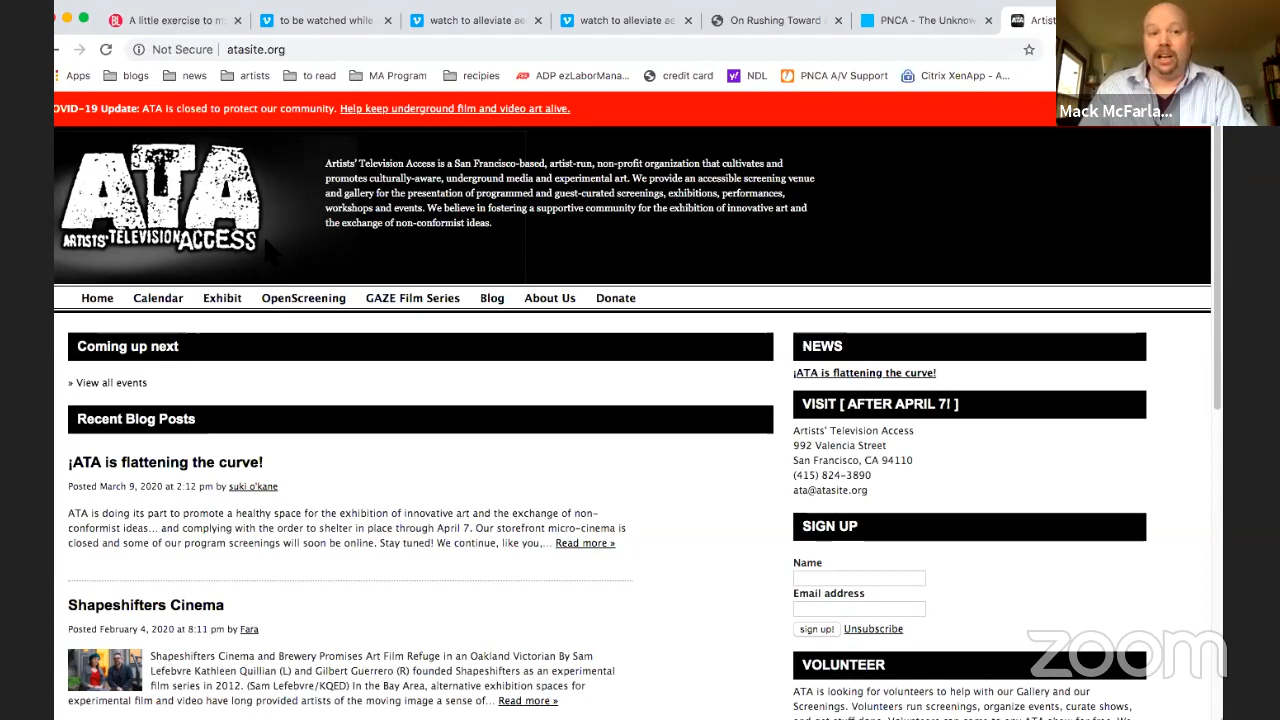 A little exercise to m
to be watched while
watch to alleviate ae
watch to alleviate ae
On Rushing Toward A
PNCA - The Unknow
Artist
Not Secure | atasite.org
Apps blogs news artists to read MA Program recipies ADP ezLaborMana... credit card NDL PNCA A/V Support Citrix XenApp - A...
Mack McFarla...
OVID-19 Update: ATA is closed to protect our community. Help keep underground film and video art alive.
ATA
ARTISTS' TELEVISION ACCESS
Artists' Television Access is a San Francisco-based, artist-run, non-profit organization that cultivates and
promotes culturally-aware, underground media and experimental art. We provide an accessible screening venue
and gallery for the presentation of programmed and guest-curated screenings, exhibitions, performances,
workshops and events. We believe in fostering a supportive community for the exhibition of innovative art and
the exchange of non-conformist ideas.
Home Calendar Exhibit OpenScreening GAZE Film Series Blog About Us Donate
Coming up next
» View all events
Recent Blog Posts
¡ATA is flattening the curve!
Posted March 9, 2020 at 2:12 pm by suki o'kane
ATA is doing its part to promote a healthy space for the exhibition of innovative art and the exchange of non-
conformist ideas... and complying with the order to shelter in place through April 7. Our storefront micro-cinema is
closed and some of our program screenings will soon be online. Stay tuned! We continue, like you,... Read more »
Shapeshifters Cinema
Posted February 4, 2020 at 8:11 pm by Fara
Shapeshifters Cinema and Brewery Promises Art Film Refuge in an Oakland Victorian By Sam
Lefebvre Kathleen Quillian (L) and Gilbert Guerrero (R) founded Shapeshifters as an experimental
film series in 2012. (Sam Lefebvre/KQED) In the Bay Area, alternative exhibition spaces for
experimental film and video have long provided artists of the moving image a sense of... Read more »
NEWS
¡ATA is flattening the curve!
VISIT [ AFTER APRIL 7! ]
Artists' Television Access
992 Valencia Street
San Francisco, CA 94110
(415) 824-3890
ata@atasite.org
SIGN UP
Name
Email address
sign up! Unsubscribe
VOLUNTEER
ATA is looking for volunteers to help with our Gallery and our
Screenings. Volunteers run screenings, organize events, curate shows,
zoom